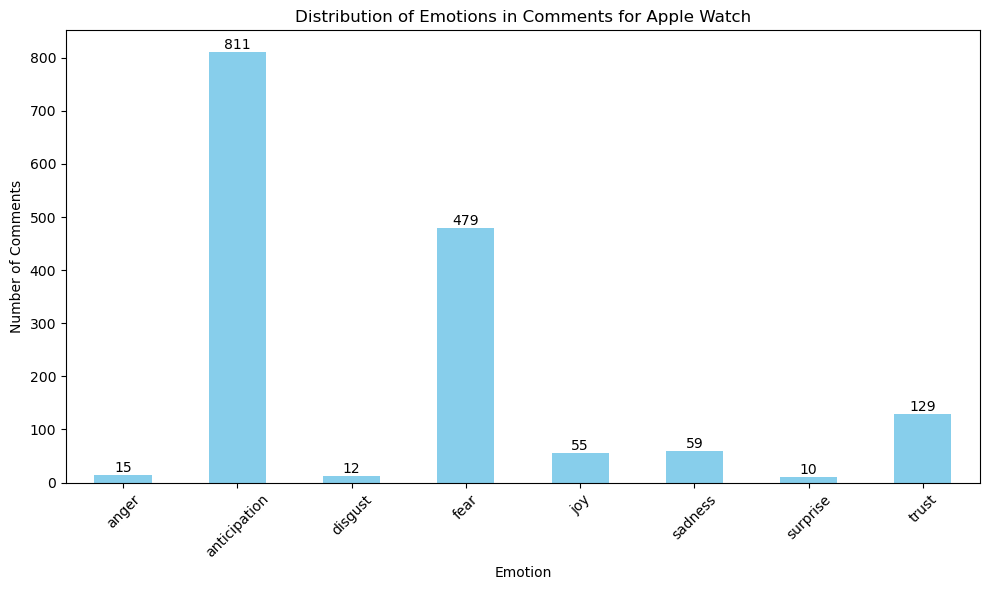 Distribution of Emotions in Comments for Apple Watch
Number of Comments
800
700
600
500
400
300
200
100
0
15
811
12
479
55
59
10
129
anger
anticipation
disgust
fear
joy
sadness
surprise
trust
Emotion